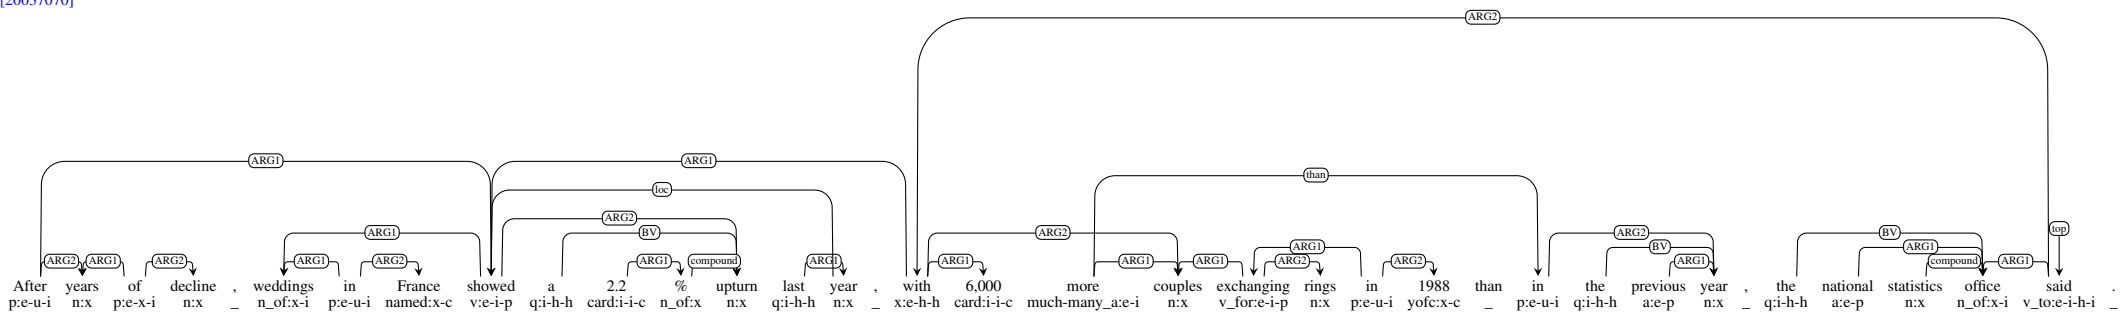 [20037070]
ARG2
ARG1 ARG1
than
loc
ARG2
ARG1 BV ARG2 ARG2 BV top
ARG1 BV ARG1
ARG2 ARG1 ARG2 ARG1 ARG2 ARG1 compound ARG1 ARG1 ARG1 ARG1 ARG2 ARG2 ARG1 compound ARG1
After years of decline , weddings in France showed a 2.2 % upturn last year , with 6,000 more couples exchanging rings in 1988 than in the previous year , the national statistics office said .
p:e-u-i n:x p:e-x-i n:x _ n_of:x-i p:e-u-i named:x-c v:e-i-p q:i-h-h card:i-i-c n_of:x n:x q:i-h-h n:x _ x:e-h-h card:i-i-c much-many_a:e-i n:x v_for:e-i-p n:x p:e-u-i yofc:x-c _ p:e-u-i q:i-h-h a:e-p n:x _ q:i-h-h a:e-p n:x n_of:x-i v_to:e-i-h-i _